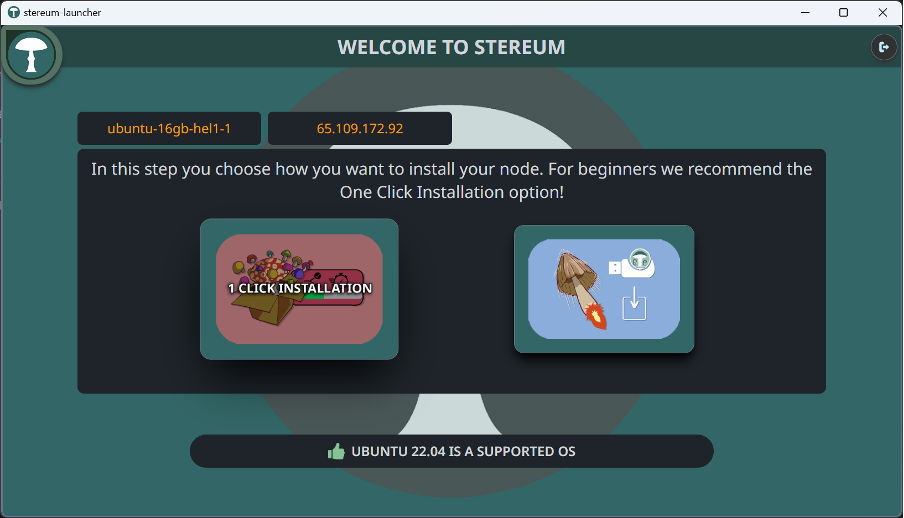 stereum-launcher
WELCOME TO STEREUM
ubuntu-16gb-hel1-1
65.109.172.92
In this step you choose how you want to install your node. For beginners we recommend the
One Click Installation option!
1 CLICK INSTALLATION
UBUNTU 22.04 IS A SUPPORTED OS